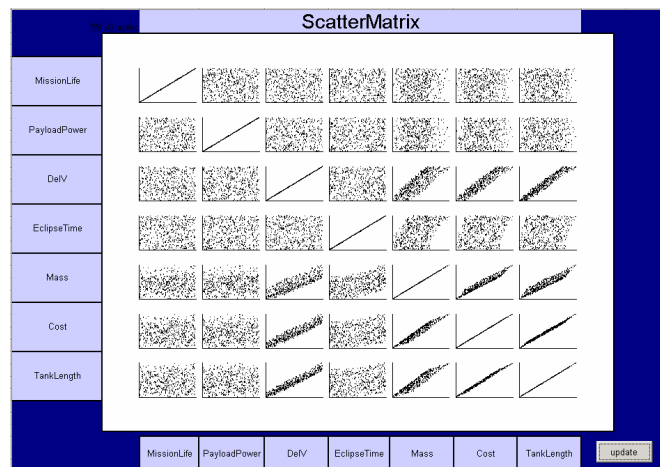 ScatterMatrix
MissionLife
PayloadPower
DelV
EclipseTime
Mass
Cost
TankLength
MissionLife PayloadPower DelV EclipseTime Mass Cost TankLength update